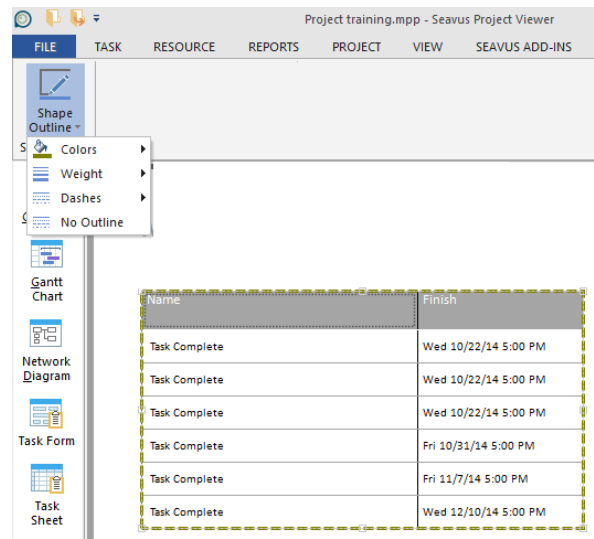 Project training.mpp - Seavus Project Viewer
FILE TASK RESOURCE REPORTS PROJECT VIEW SEAVUS ADD-INS
Shape
Outline
S
Colors
Weight
Dashes
No Outline
Gantt
Chart
Network
Diagram
Task Form
Task
Sheet
Name Finish
Task Complete Wed 10/22/14 5:00 PM
Task Complete Wed 10/22/14 5:00 PM
Task Complete Wed 10/22/14 5:00 PM
Task Complete Fri 10/31/14 5:00 PM
Task Complete Fri 11/7/14 5:00 PM
Task Complete Wed 12/10/14 5:00 PM